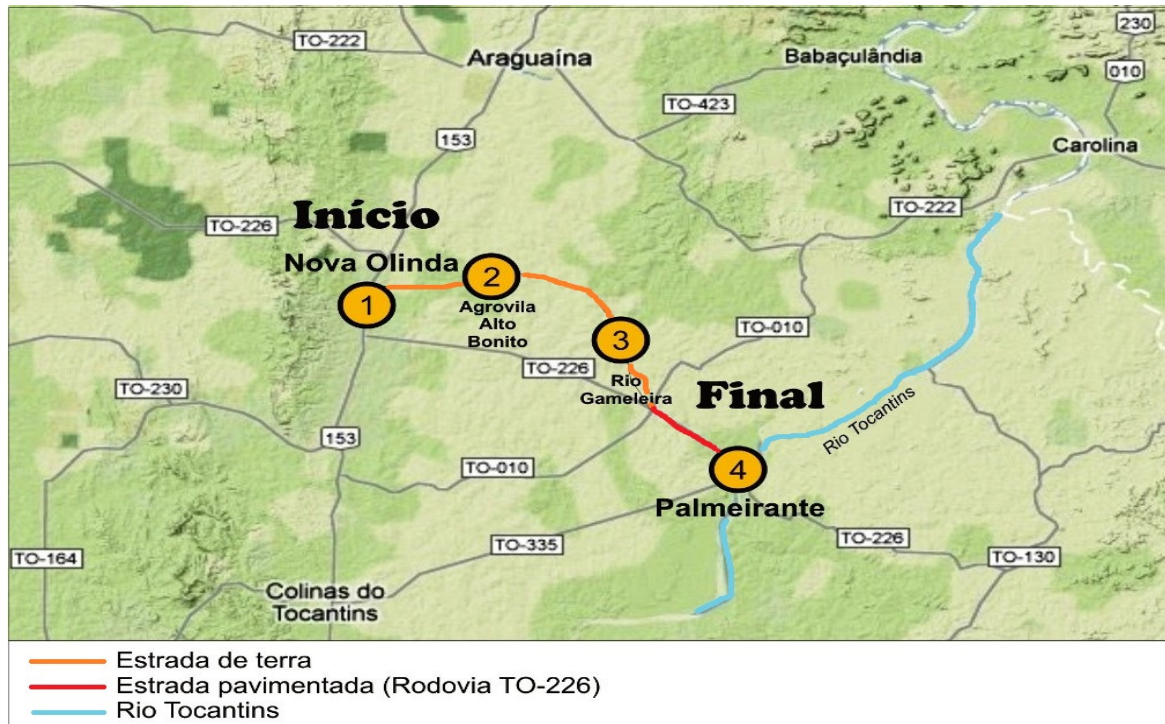 TO-222
Araguaína
Babaçulândia
230
010
TO-423
153
Carolina
TO-226
Início
TO-222
Nova Olinda
1
2
Agrovila
Alto
Bonito
3
TO-010
TO-226
Rio
Gameleira
Final
TO-230
Rio Tocantins
153
TO-010
4
Palmeirante
TO-164
TO-335
TO-226
TO-130
Colinas do
Tocantins
Estrada de terra
Estrada pavimentada (Rodovia TO-226)
Rio Tocantins